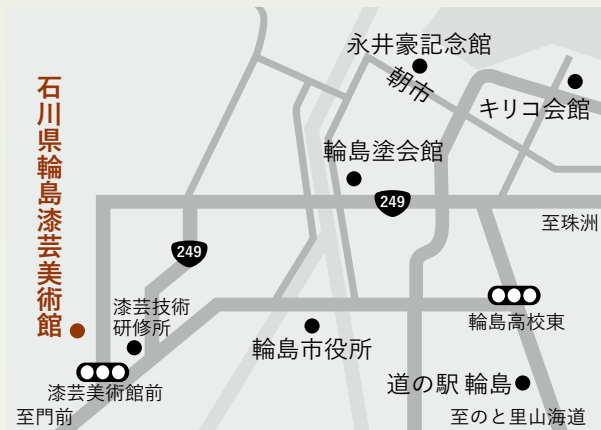 永井豪記念館
朝市
キリコ会館
石川県輪島漆芸美術館
輪島塗会館
249
至珠洲
249
漆芸技術
研修所
輪島高校東
輪島市役所
漆芸美術館前
道の駅 輪島
至門前
至のと里山海道